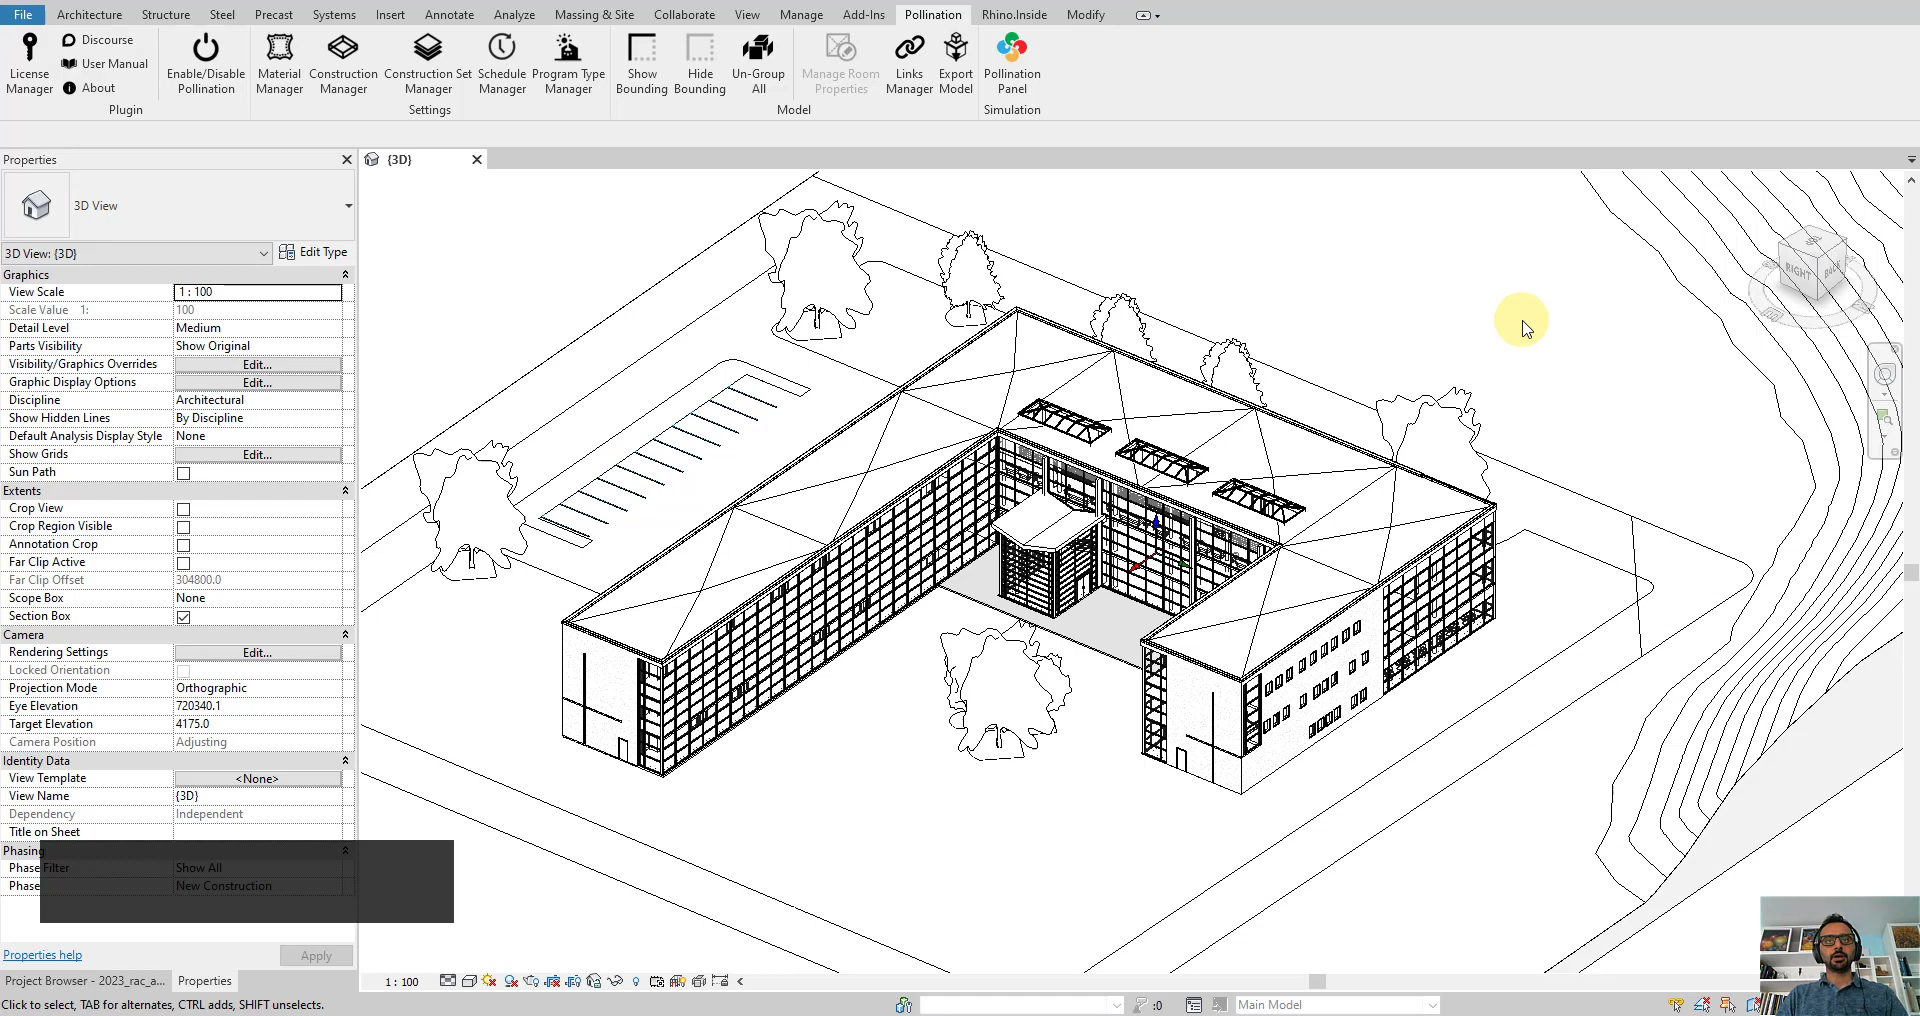 File Architecture Structure Steel Precast Systems Insert Annotate Analyze Massing & Site Collaborate View Manage Add-Ins Pollination Rhino.Inside Modify
License Manager
Discourse
User Manual
About
Enable/Disable Pollination
Material Manager
Construction Manager
Construction Set Manager
Schedule Manager
Program Type Manager
Show Bounding
Hide Bounding
Un-Group All
Manage Room Properties
Links Manager
Export Model
Pollination Panel
Plugin
Settings
Model
Simulation
Properties
{3D}
3D View
3D View: {3D}
Edit Type
Graphics
View Scale 1 : 100
Scale Value 1: 100
Detail Level Medium
Parts Visibility Show Original
Visibility/Graphics Overrides Edit...
Graphic Display Options Edit...
Discipline Architectural
Show Hidden Lines By Discipline
Default Analysis Display Style None
Show Grids Edit...
Sun Path
Extents
Crop View
Crop Region Visible
Annotation Crop
Far Clip Active
Far Clip Offset 304800.0
Scope Box None
Section Box
Camera
Rendering Settings Edit...
Locked Orientation
Projection Mode Orthographic
Eye Elevation 720340.1
Target Elevation 4175.0
Camera Position Adjusting
Identity Data
View Template <None>
View Name {3D}
Dependency Independent
Title on Sheet
Phasing
Phase Filter Show All
Phase New Construction
Properties help
Apply
Project Browser - 2023_rac_a...
Properties
1 : 100
Click to select, TAB for alternates, CTRL adds, SHIFT unselects.
:0
Main Model
RIGHT
BACK